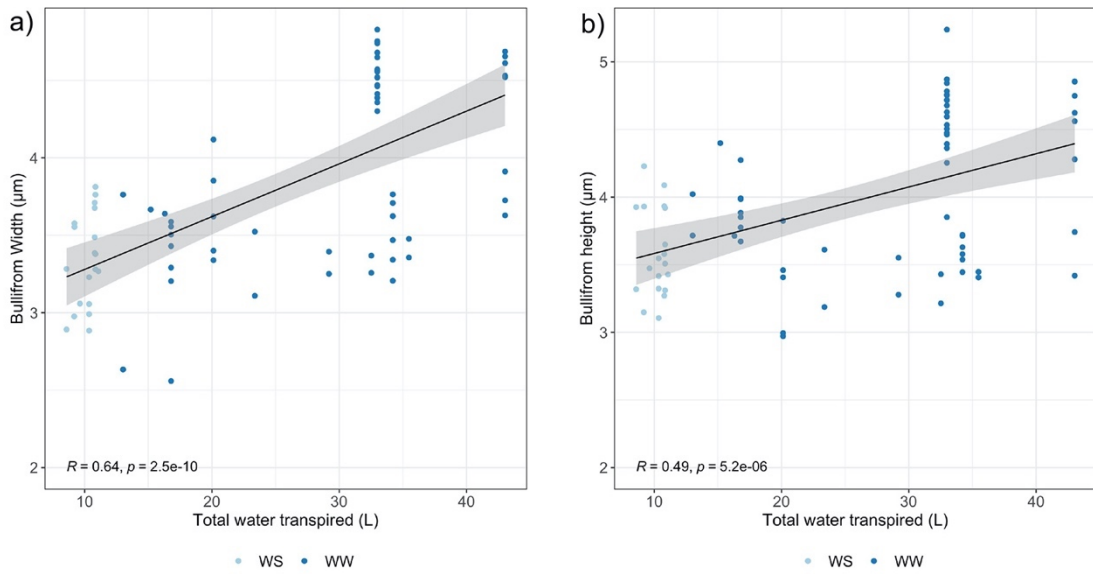 a)
Bullifrom Width (µm)
4
3
2
R = 0.64, p = 2.5e-10
10 20 30 40
Total water transpired (L)
WS WW
b)
Bullifrom height (µm)
5
4
3
2
R = 0.49, p = 5.2e-06
10 20 30 40
Total water transpired (L)
WS WW